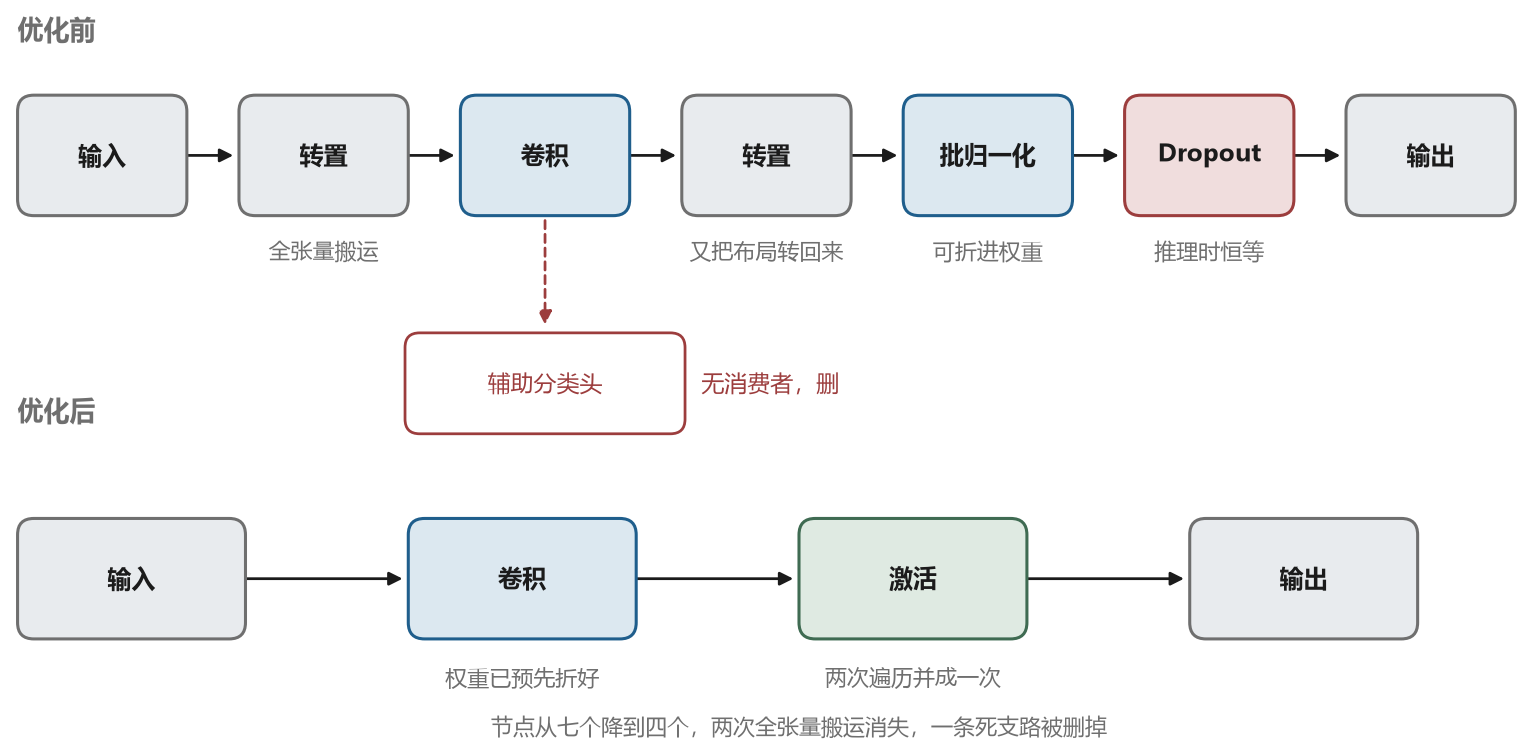 优化前
输入
转置
卷积
转置
批归一化
Dropout
输出
全张量搬运
又把布局转回来
可折进权重
推理时恒等
辅助分类头
无消费者，删
优化后
输入
卷积
激活
输出
权重已预先折好
两次遍历并成一次
节点从七个降到四个，两次全张量搬运消失，一条死支路被删掉